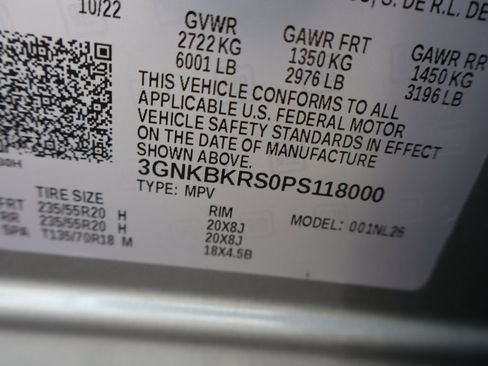 10/22 S. DE R.L. DE
GVWR GAWR FRT GAWR RR
2722 KG 1350 KG 1450 KG
6001 LB 2976 LB 3196 LB
THIS VEHICLE CONFORMS TO ALL
APPLICABLE U.S. FEDERAL MOTOR
VEHICLE SAFETY STANDARDS IN EFFECT
ON THE DATE OF MANUFACTURE
SHOWN ABOVE.
3GNKBKRS0PS118000
TYPE: MPV
TIRE SIZE RIM MODEL: 001NL26
FRT 235/55R20 H 20X8J
RR 235/55R20 H 20X8J
SPA T135/70R18 M 18X4.5B